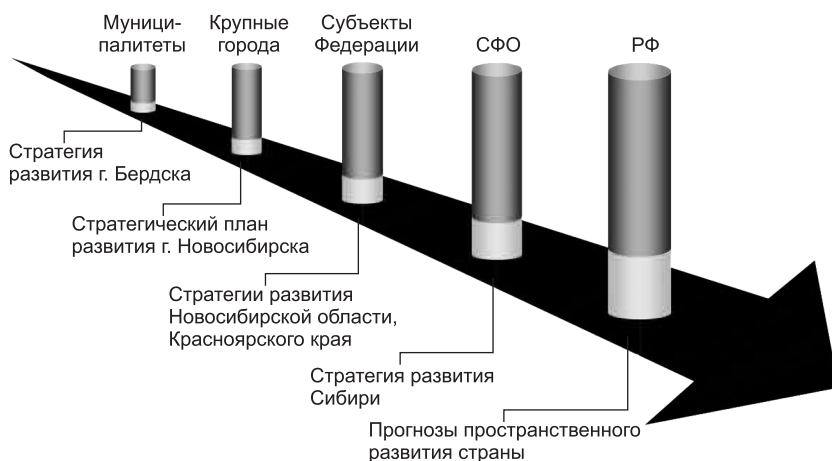 Муници-
палитеты
Крупные
города
Субъекты
Федерации
СФО
РФ
Стратегия
развития г. Бердска
Стратегический план
развития г. Новосибирска
Стратегии развития
Новосибирской области,
Красноярского края
Стратегия развития
Сибири
Прогнозы пространственного
развития страны